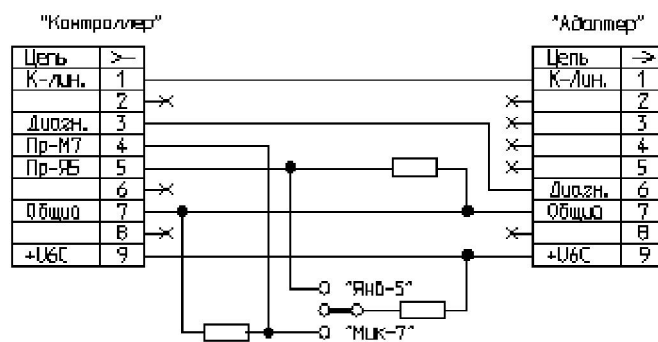 "Контроллер" "Адаптер"
Цепь >— Цепь —>
К-лин. 1 К-Лин. 1
2 2
Диагн. 3 3
Пр-М7 4 4
Пр-Я5 5 5
6 Диагн. 6
Общий 7 Общий 7
8 8
+Uбс 9 +Uбс 9
"Янв-5"
"Мик-7"